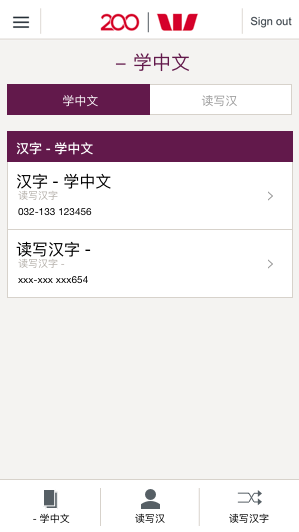 200
Sign out
– 学中文
学中文
读写汉
汉字 - 学中文
汉字 - 学中文
读写汉字
032-133 123456
读写汉字 -
读写汉字 -
xxx-xxx xxx654
- 学中文
读写汉
读写汉字